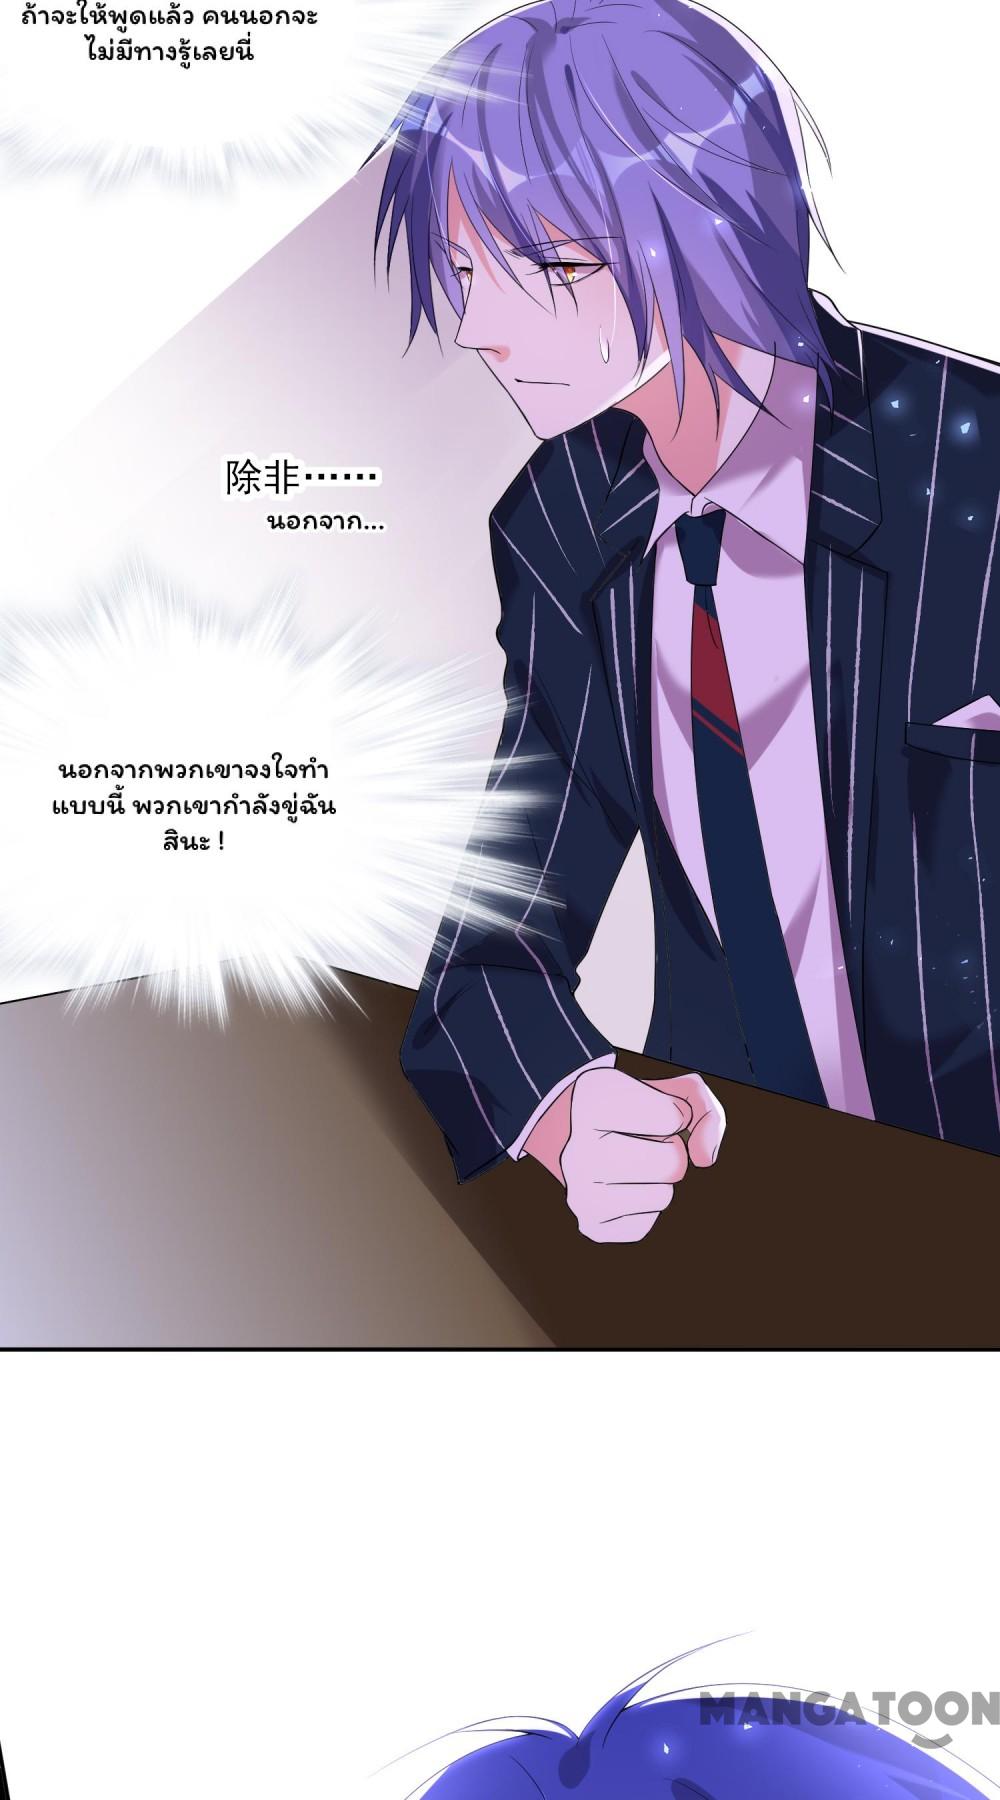 ถ้าจะให้พูดแล้ว คนนอกจะ
ไม่มีทางรู้เลยนี่
除非……
นอกจาก...
นอกจากพวกเขาจงใจทำ
แบบนี้ พวกเขากำลังขู่ฉัน
สินะ !
MANGATOON